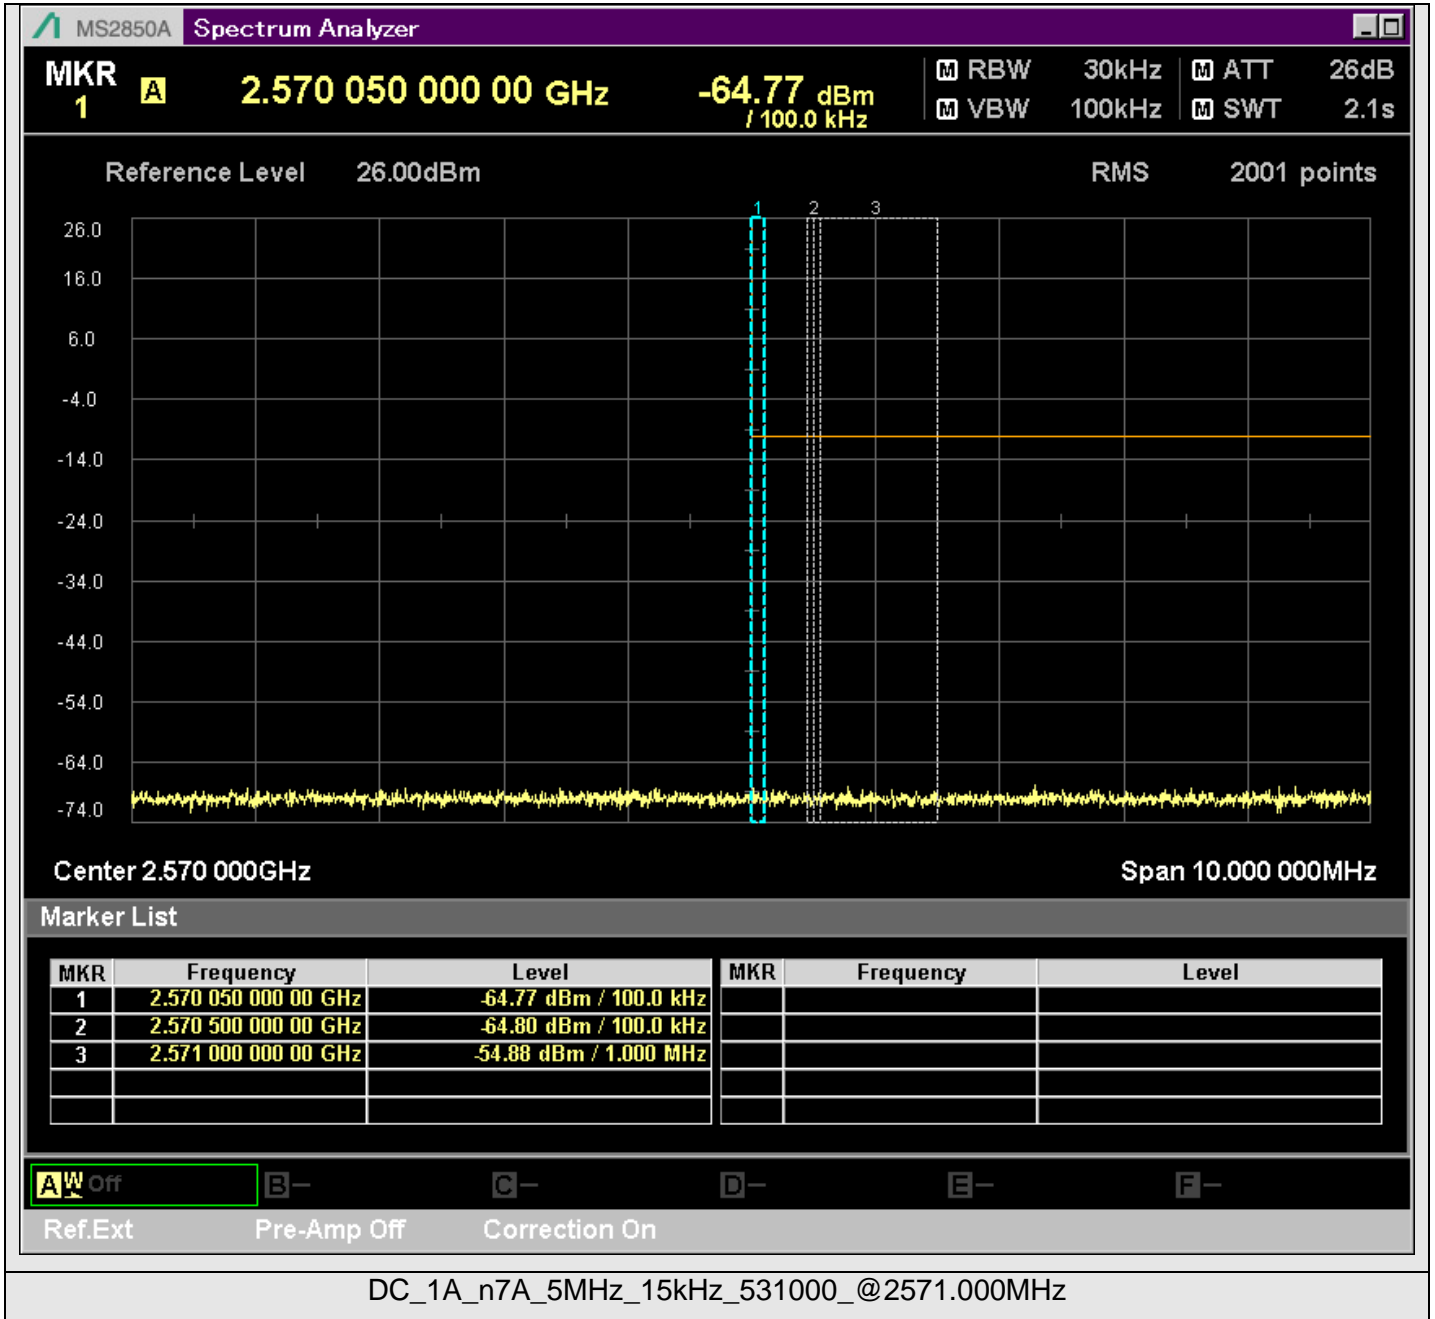 MS2850A Spectrum Analyzer
MKR 1 A 2.570 050 000 00 GHz -64.77 dBm / 100.0 kHz
M RBW 30kHz M ATT 26dB
M VBW 100kHz M SWT 2.1s
Reference Level 26.00dBm RMS 2001 points
1 2 3
26.0
16.0
6.0
-4.0
-14.0
-24.0
-34.0
-44.0
-54.0
-64.0
-74.0
Center 2.570 000GHz Span 10.000 000MHz
Marker List
MKR Frequency Level MKR Frequency Level
1 2.570 050 000 00 GHz -64.77 dBm / 100.0 kHz
2 2.570 500 000 00 GHz -64.80 dBm / 100.0 kHz
3 2.571 000 000 00 GHz -54.88 dBm / 1.000 MHz
A W Off B — C — D — E — F —
Ref.Ext Pre-Amp Off Correction On
DC_1A_n7A_5MHz_15kHz_531000_@2571.000MHz